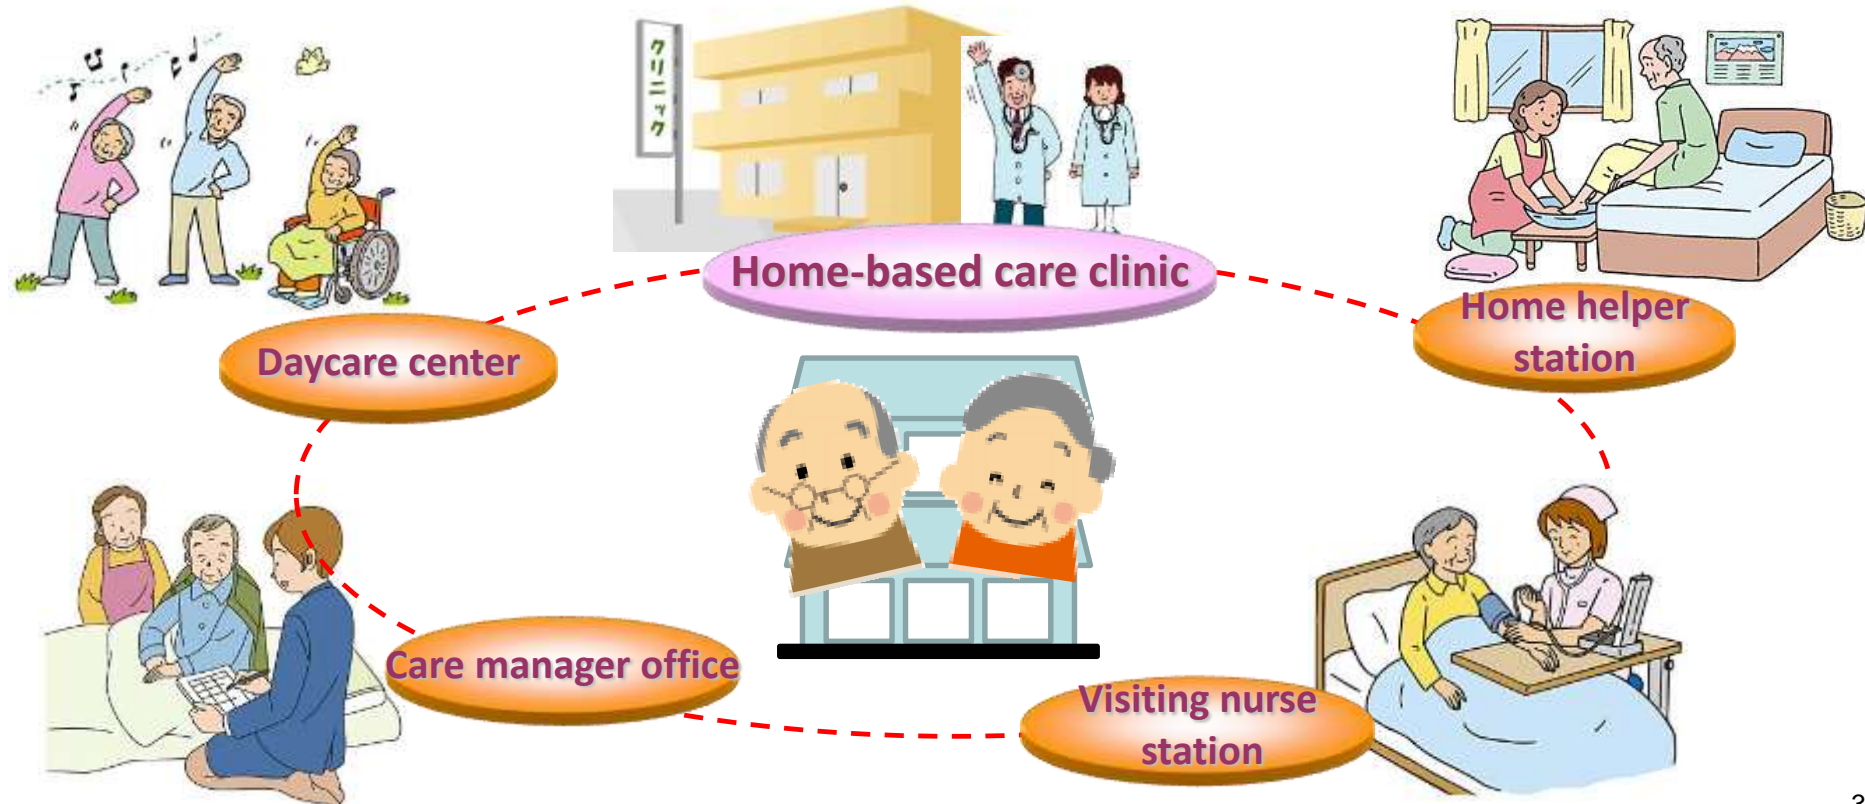 クリニック
Home-based care clinic
Home helper
station
Daycare center
Care manager office
Visiting nurse
station
3